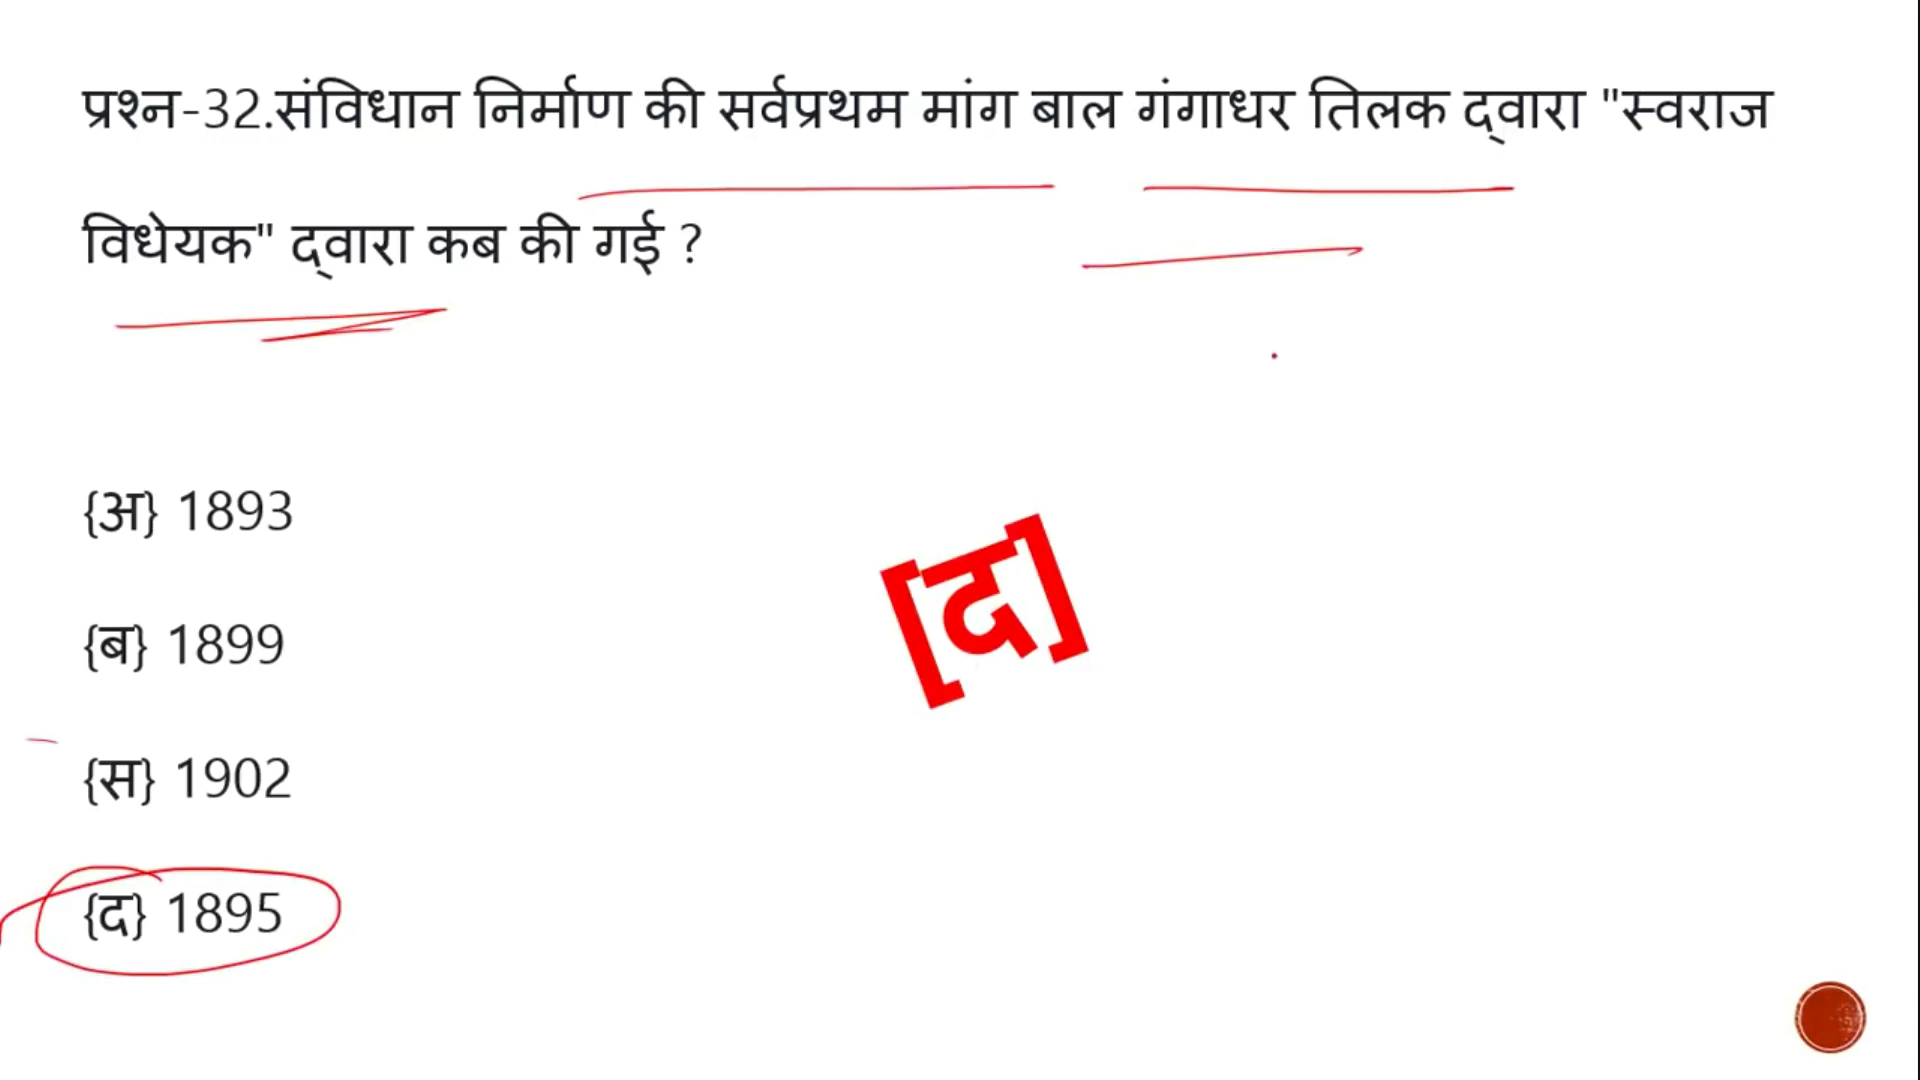 प्रश्न-32.संविधान निर्माण की सर्वप्रथम मांग बाल गंगाधर तिलक द्वारा "स्वराज
विधेयक" द्वारा कब की गई ?
{अ} 1893
{ब} 1899
[द]
{स} 1902
{द} 1895